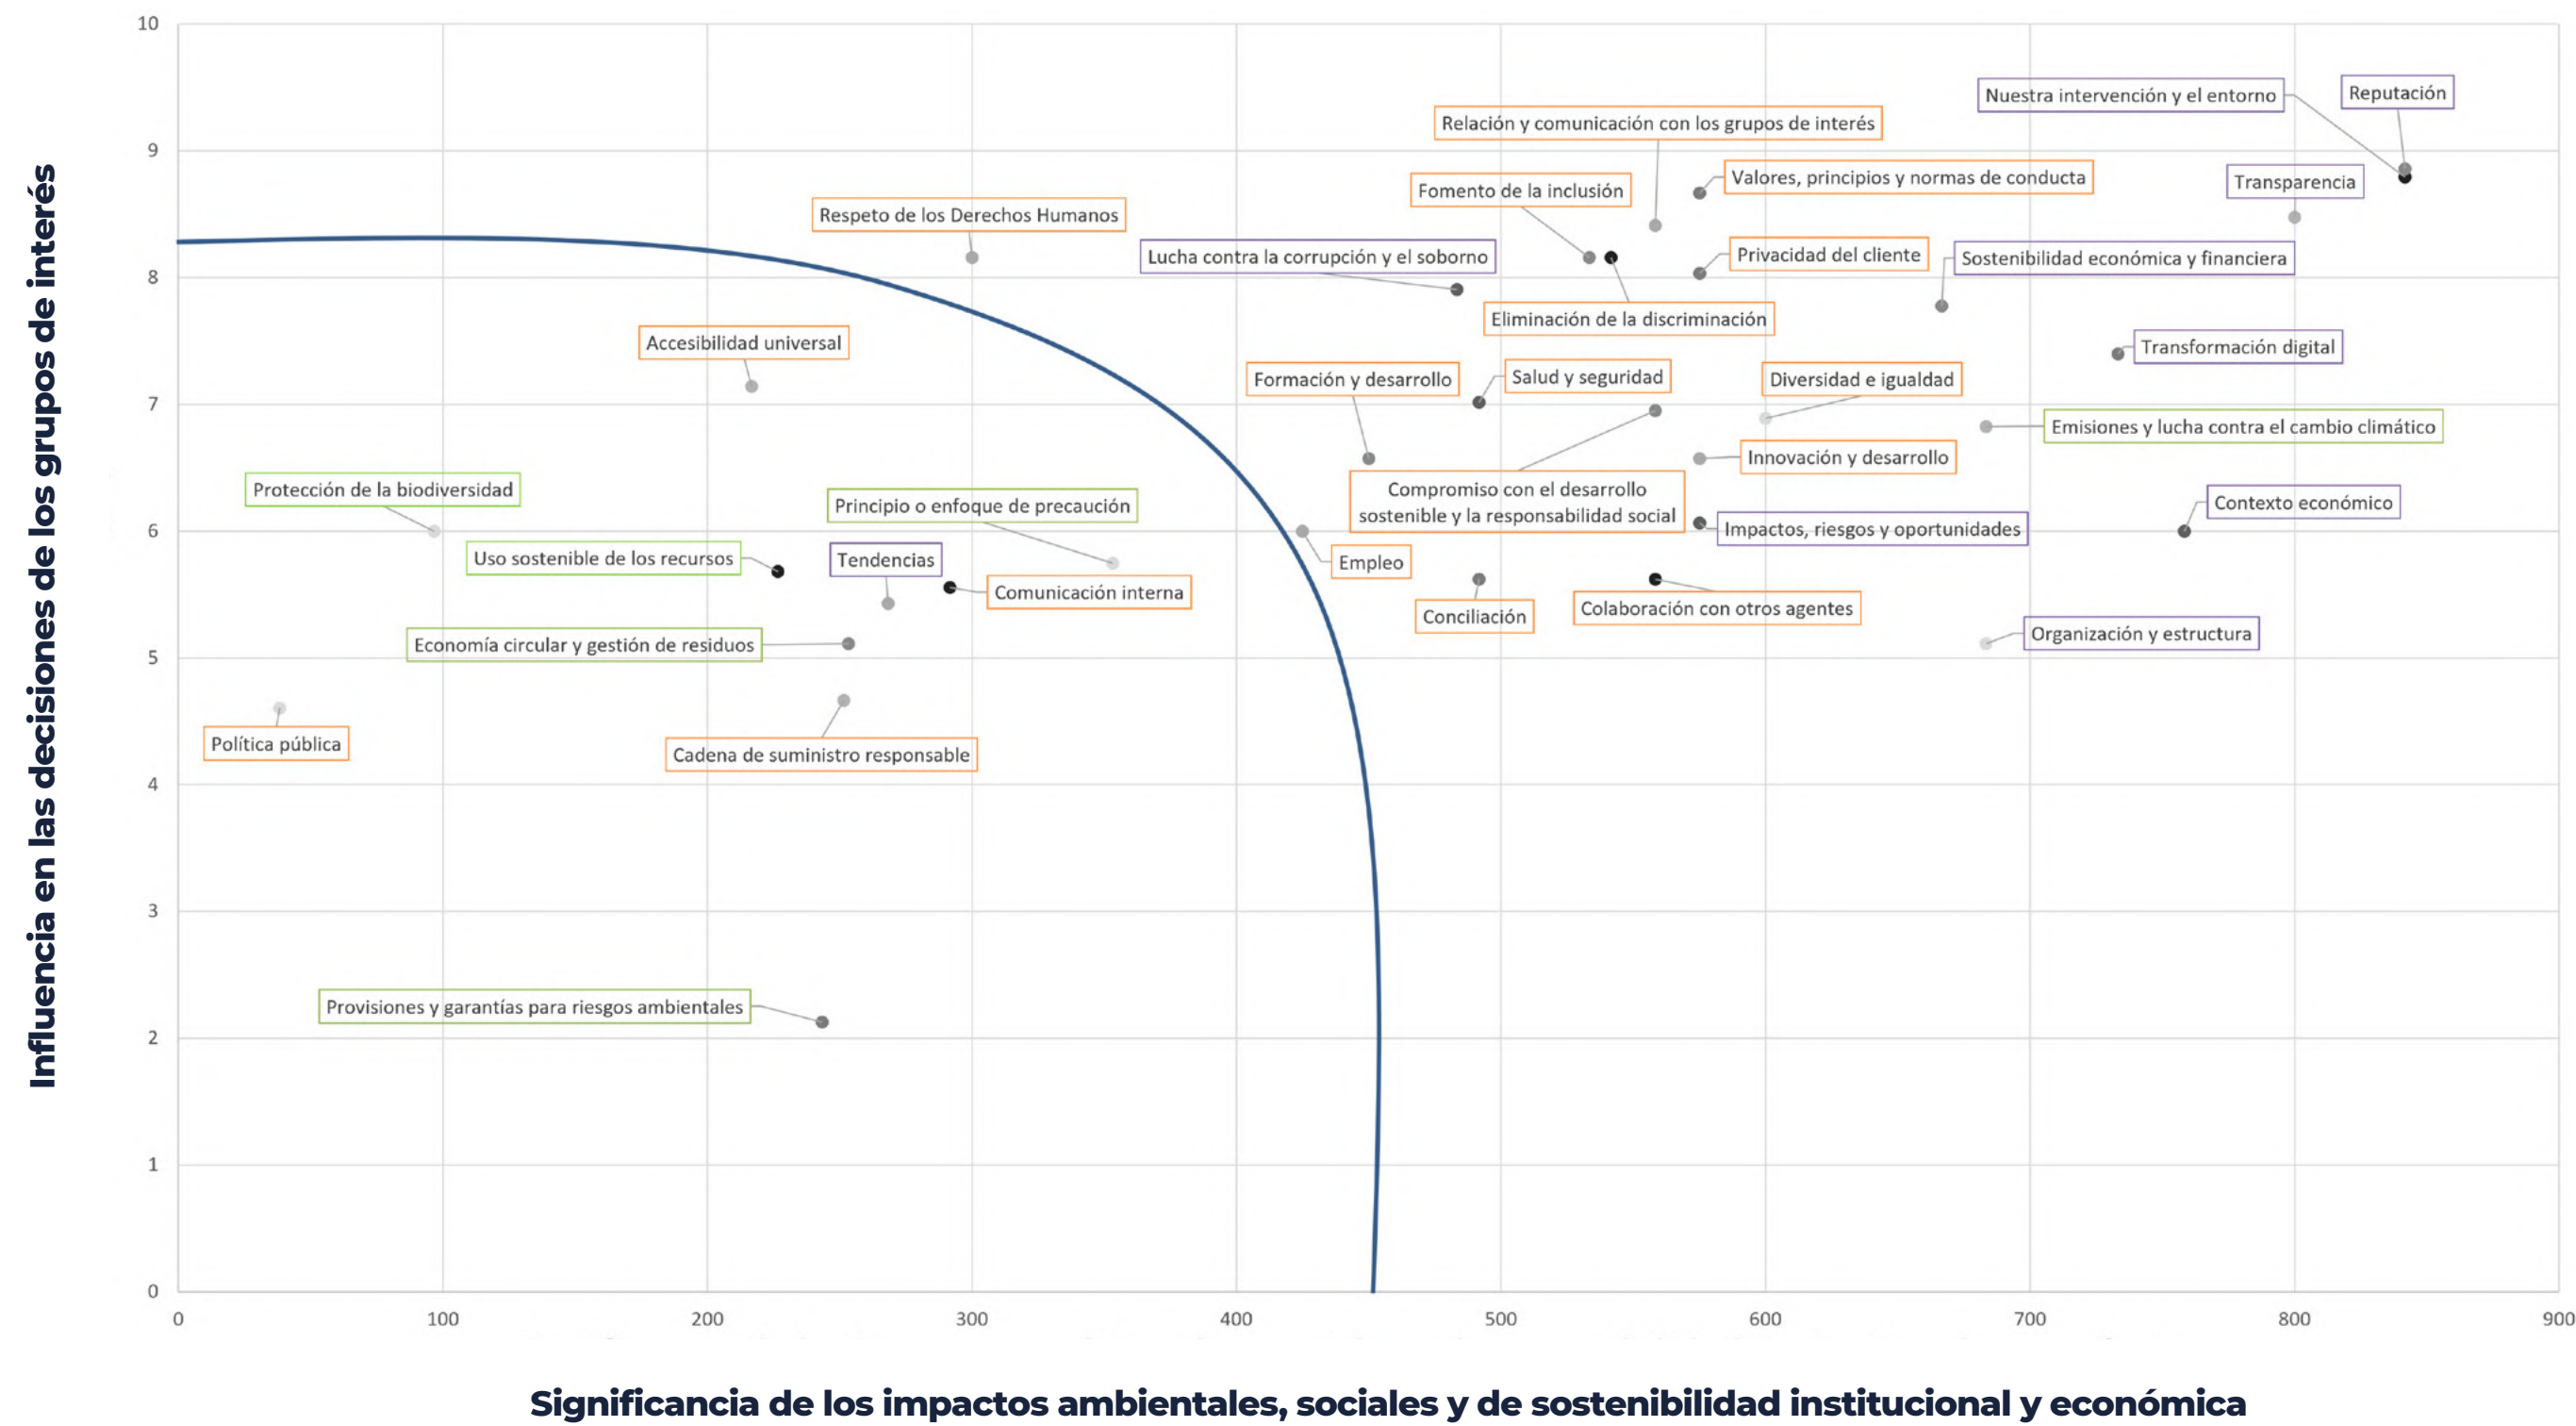 Influencia en las decisiones de los grupos de interés
10
9
8
7
6
5
4
3
2
1
0
Nuestra intervención y el entorno
Reputación
Relación y comunicación con los grupos de interés
Valores, principios y normas de conducta
Transparencia
Fomento de la inclusión
Respeto de los Derechos Humanos
Lucha contra la corrupción y el soborno
Privacidad del cliente
Sostenibilidad económica y financiera
Eliminación de la discriminación
Accesibilidad universal
Transformación digital
Formación y desarrollo
Salud y seguridad
Diversidad e igualdad
Emisiones y lucha contra el cambio climático
Innovación y desarrollo
Protección de la biodiversidad
Principio o enfoque de precaución
Compromiso con el desarrollo
sostenible y la responsabilidad social
Contexto económico
Impactos, riesgos y oportunidades
Uso sostenible de los recursos
Tendencias
Empleo
Comunicación interna
Conciliación
Colaboración con otros agentes
Organización y estructura
Economía circular y gestión de residuos
Política pública
Cadena de suministro responsable
Provisiones y garantías para riesgos ambientales
0 100 200 300 400 500 600 700 800 900
Significancia de los impactos ambientales, sociales y de sostenibilidad institucional y económica